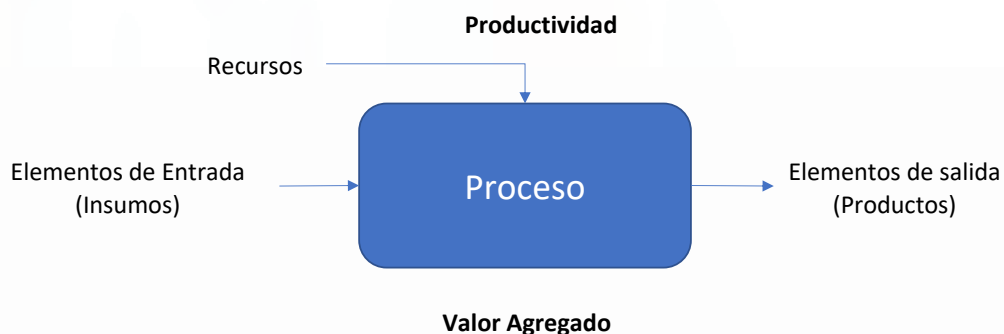 Productividad
Recursos
Elementos de Entrada
(Insumos)
Proceso
Elementos de salida
(Productos)
Valor Agregado